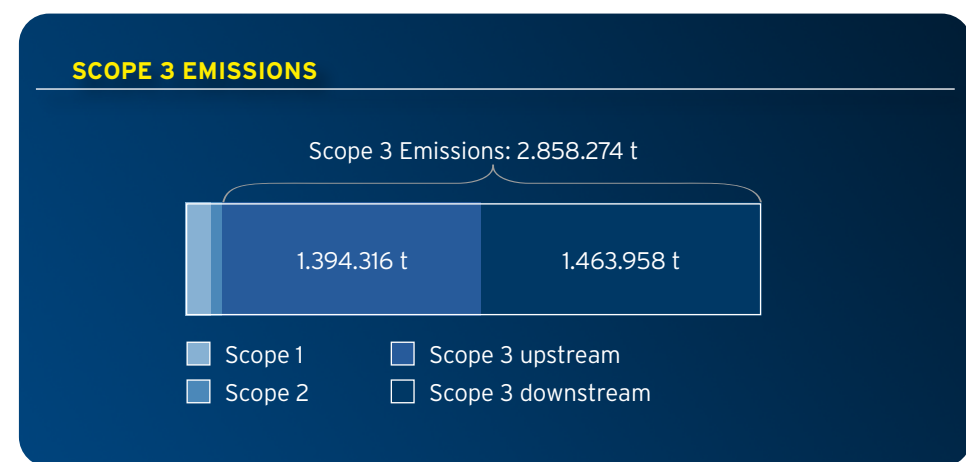 SCOPE 3 EMISSIONS
Scope 3 Emissions: 2.858.274 t
1.394.316 t
1.463.958 t
Scope 1
Scope 3 upstream
Scope 2
Scope 3 downstream